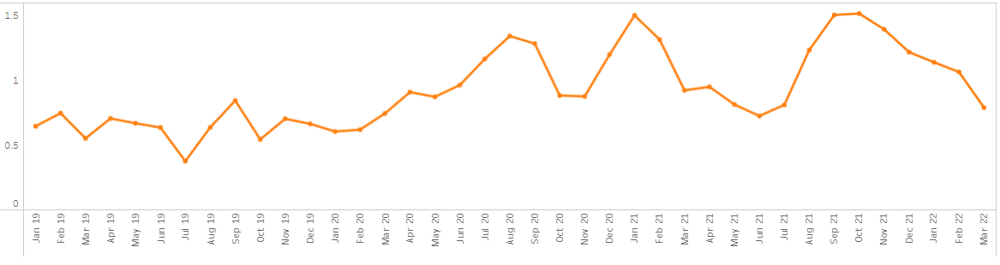 1.5
1
0.5
0
Jan 19
Feb 19
Mar 19
Apr 19
May 19
Jun 19
Jul 19
Aug 19
Sep 19
Oct 19
Nov 19
Dec 19
Jan 20
Feb 20
Mar 20
Apr 20
May 20
Jun 20
Jul 20
Aug 20
Sep 20
Oct 20
Nov 20
Dec 20
Jan 21
Feb 21
Mar 21
Apr 21
May 21
Jun 21
Jul 21
Aug 21
Sep 21
Oct 21
Nov 21
Dec 21
Jan 22
Feb 22
Mar 22